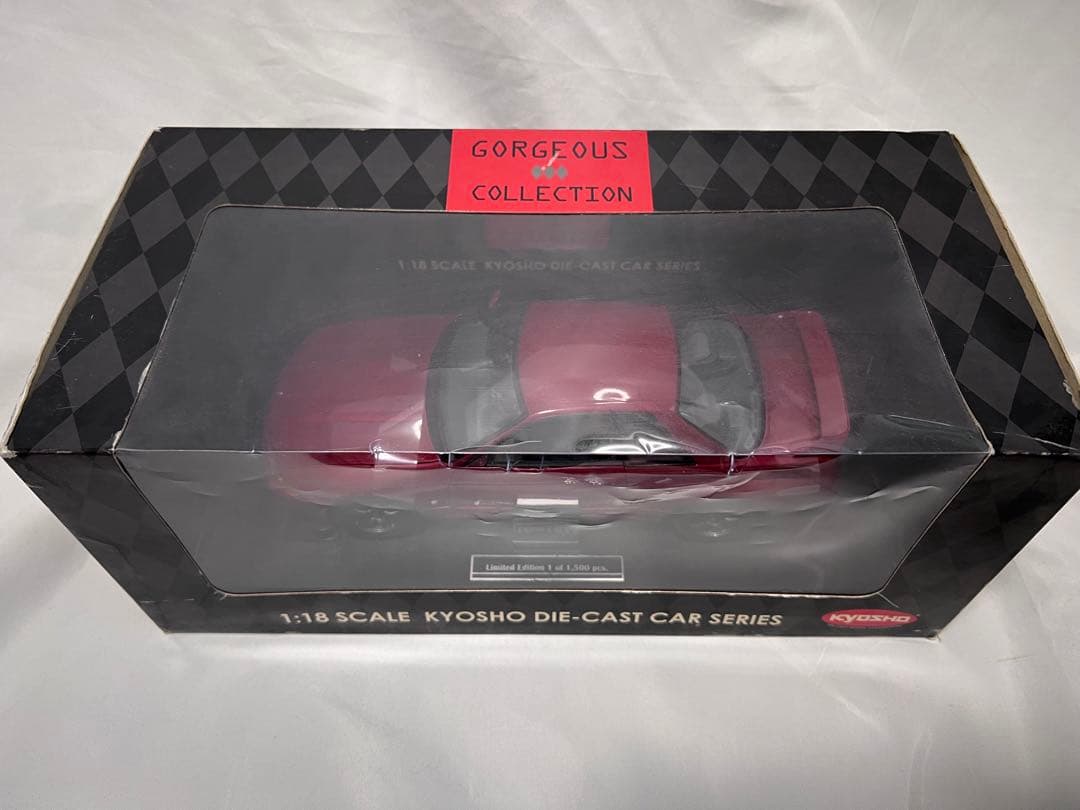 GORGEOUS
COLLECTION
1:18 SCALE KYOSHO DIE-CAST CAR SERIES
Limited Edition 1 of 1,500 pcs.
1:18 SCALE KYOSHO DIE-CAST CAR SERIES
KYOSHO